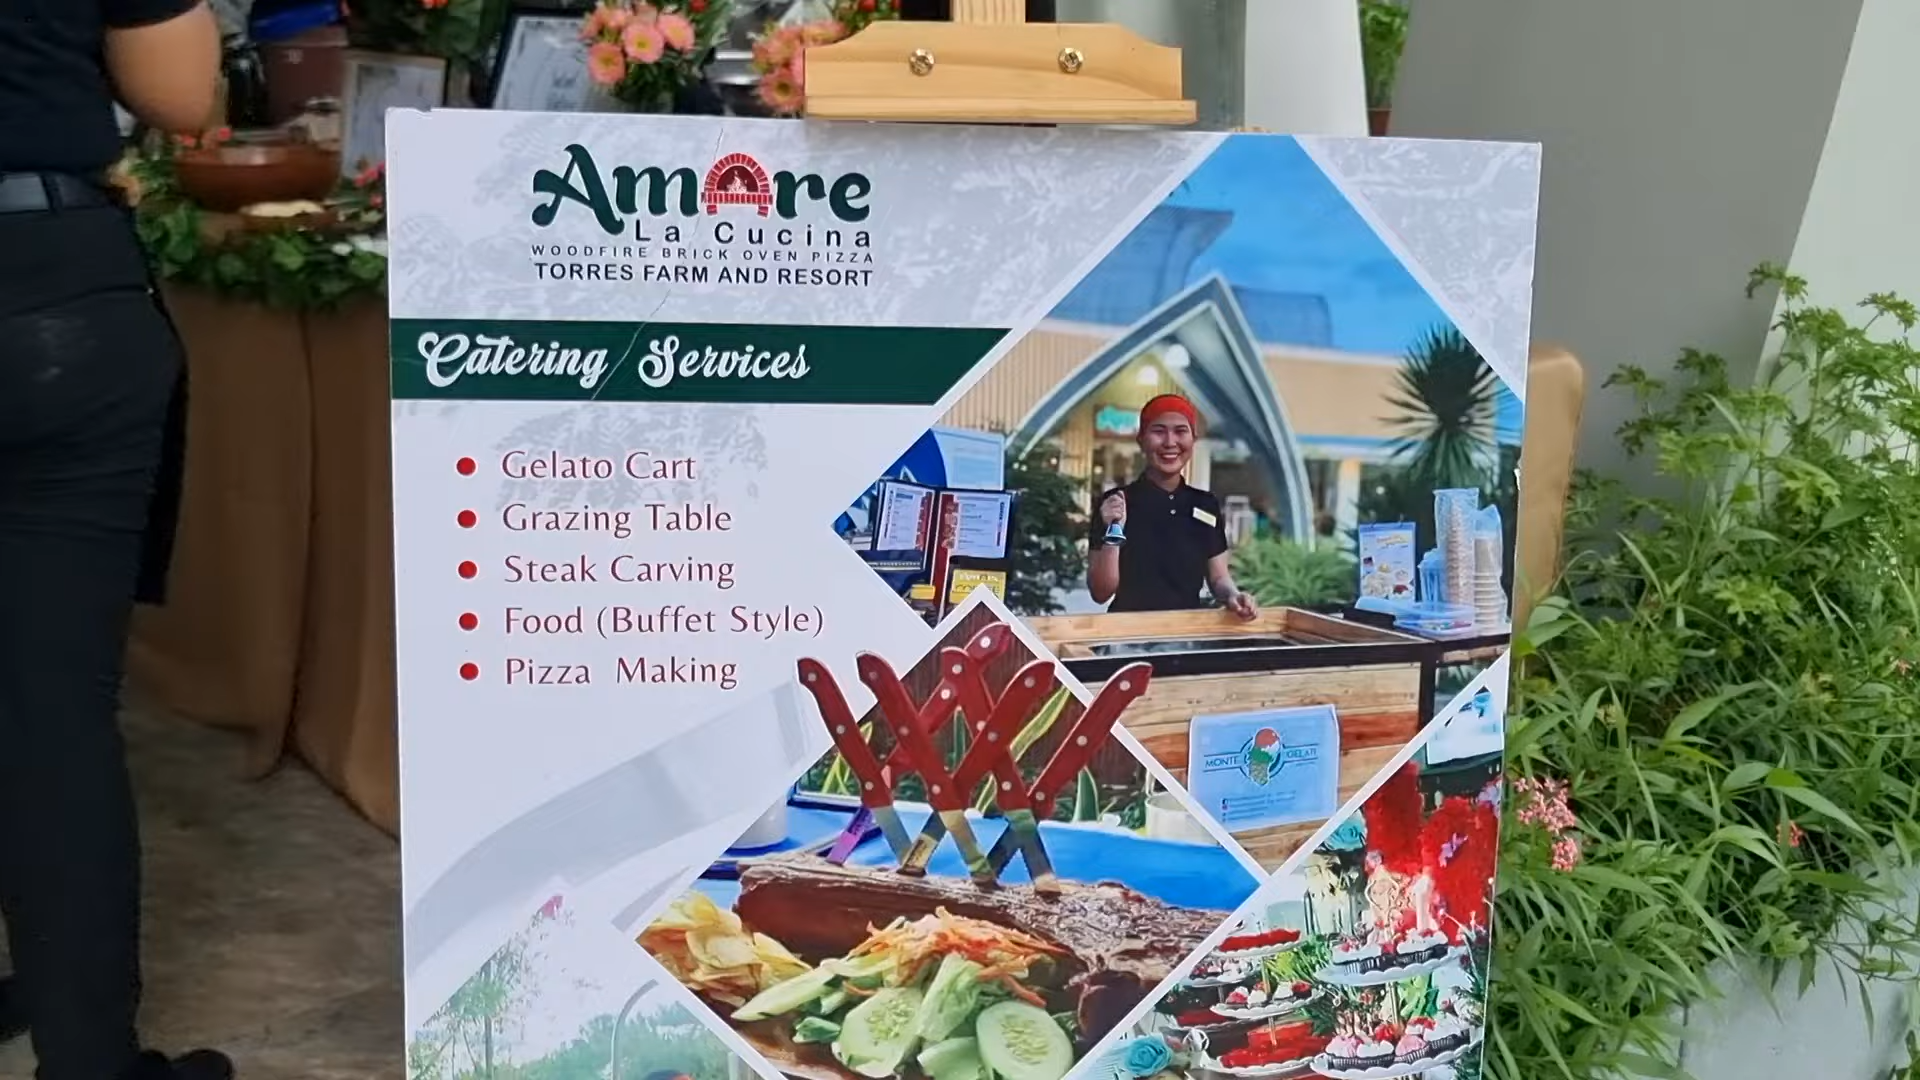 Amore
La Cucina
WOODFIRE BRICK OVEN PIZZA
TORRES FARM AND RESORT
Catering Services
Gelato Cart
Grazing Table
Steak Carving
Food (Buffet Style)
Pizza Making
MONTE GELATI